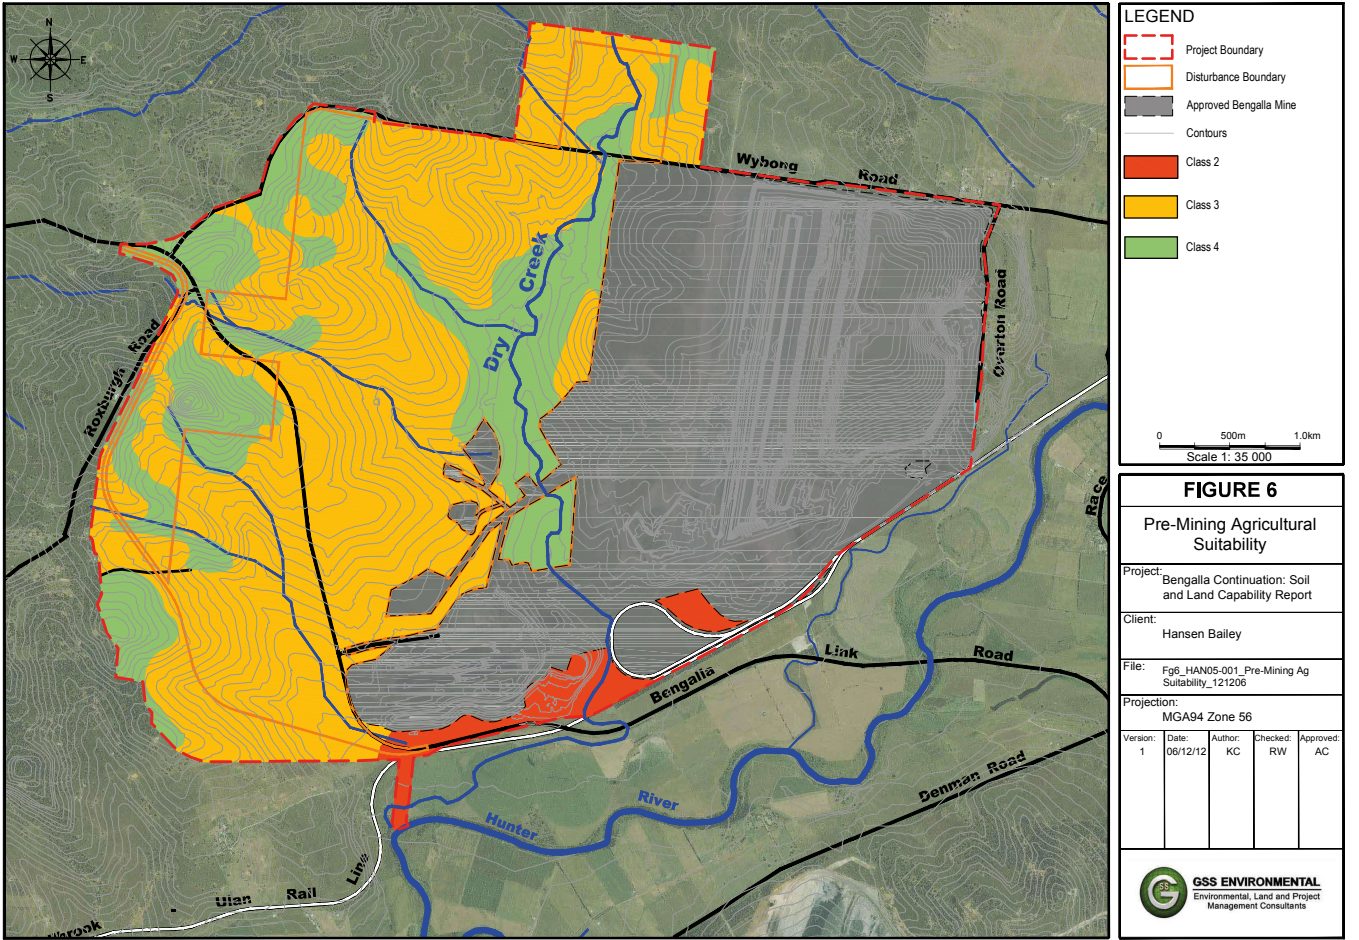 N
W
E
S
Wybong
Road
Dry
Creek
Overton Road
Roxburgh
Road
Race
Bengalla
Link
Road
Denman Road
River
Hunter
Ulan
Rail
Line
LEGEND
Project Boundary
Disturbance Boundary
Approved Bengalla Mine
Contours
Class 2
Class 3
Class 4
0 500m 1.0km
Scale 1: 35 000
FIGURE 6
Pre-Mining Agricultural
Suitability
Project:
Bengalla Continuation: Soil
and Land Capability Report
Client:
Hansen Bailey
File:
Fg6_HAN05-001_Pre-Mining Ag
Suitability_121206
Projection:
MGA94 Zone 56
Version: Date: Author: Checked: Approved:
1 06/12/12 KC RW AC
GSS
GSS ENVIRONMENTAL
Environmental, Land and Project
Management Consultants